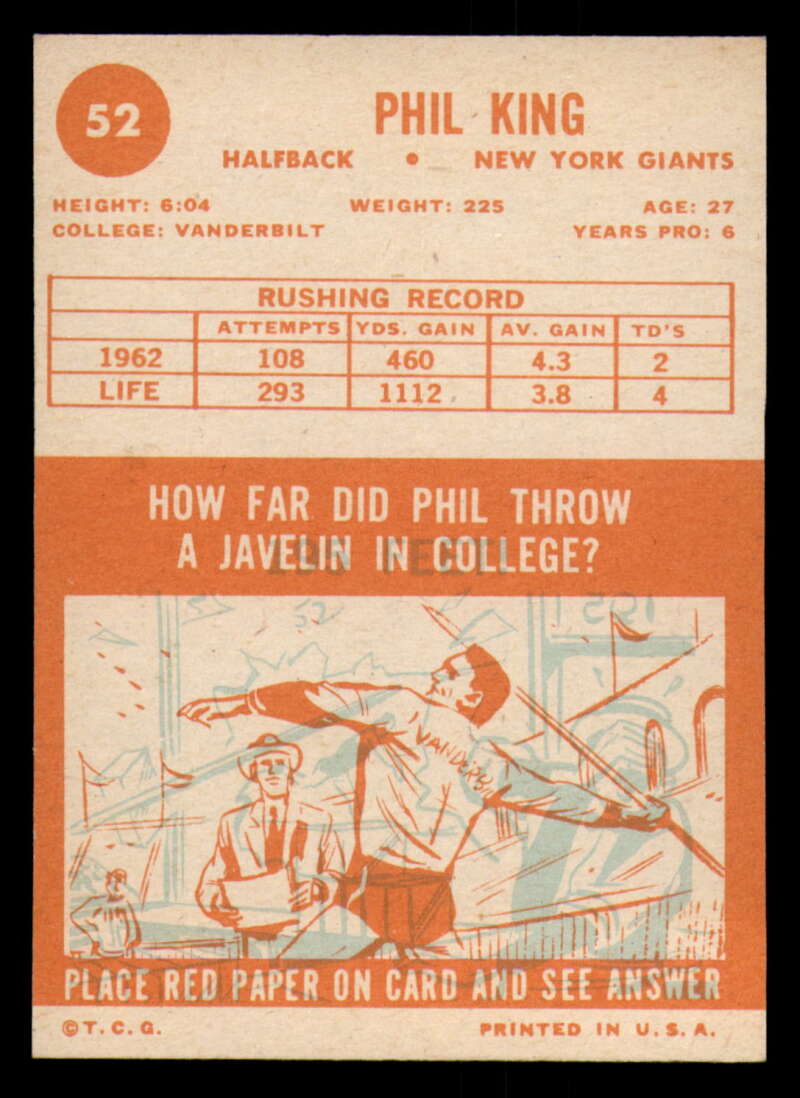 52
PHIL KING
HALFBACK • NEW YORK GIANTS
HEIGHT: 6:04 WEIGHT: 225 AGE: 27
COLLEGE: VANDERBILT YEARS PRO: 6
RUSHING RECORD
ATTEMPTS YDS. GAIN AV. GAIN TD'S
1962 108 460 4.3 2
LIFE 293 1112 3.8 4
HOW FAR DID PHIL THROW
A JAVELIN IN COLLEGE?
52
VANDERBI
PLACE RED PAPER ON CARD AND SEE ANSWER
©T.C.G. PRINTED IN U.S.A.